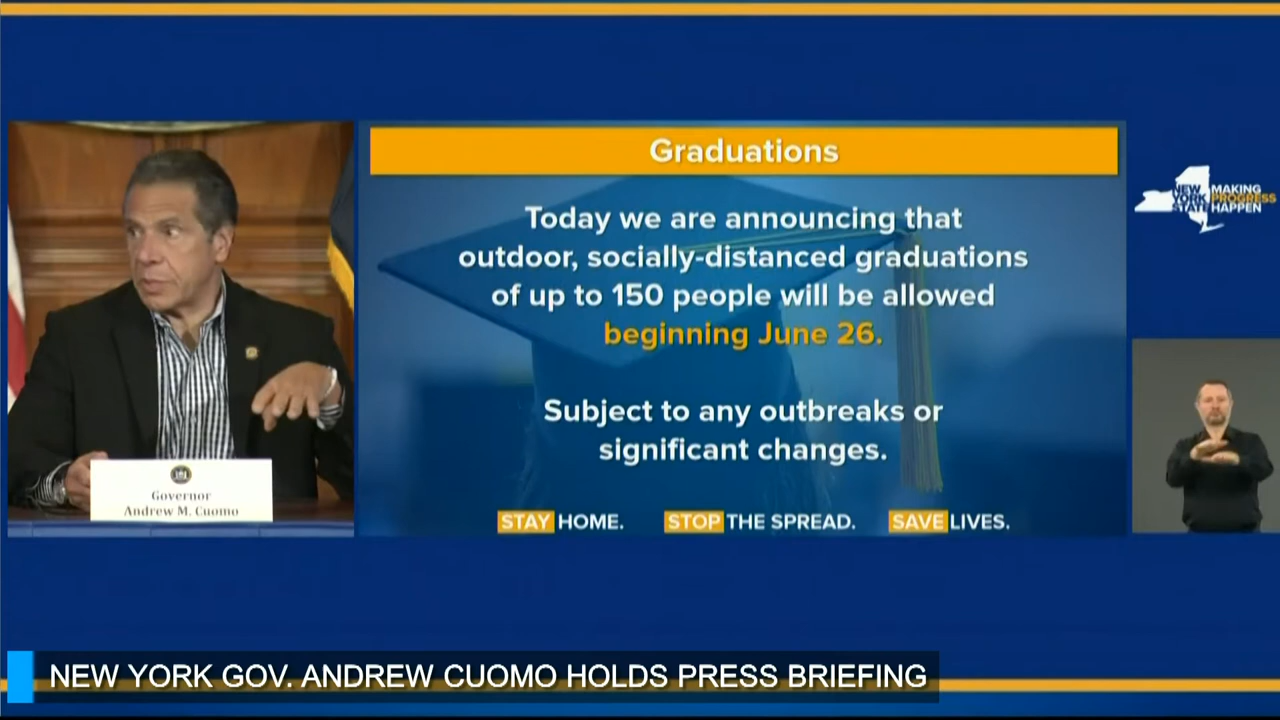 Graduations
Today we are announcing that
outdoor, socially-distanced graduations
of up to 150 people will be allowed
beginning June 26.
Subject to any outbreaks or
significant changes.
STAY HOME. STOP THE SPREAD. SAVE LIVES.
Governor
Andrew M. Cuomo
NEW
YORK
STATE
MAKING
PROGRESS
HAPPEN
NEW YORK GOV. ANDREW CUOMO HOLDS PRESS BRIEFING